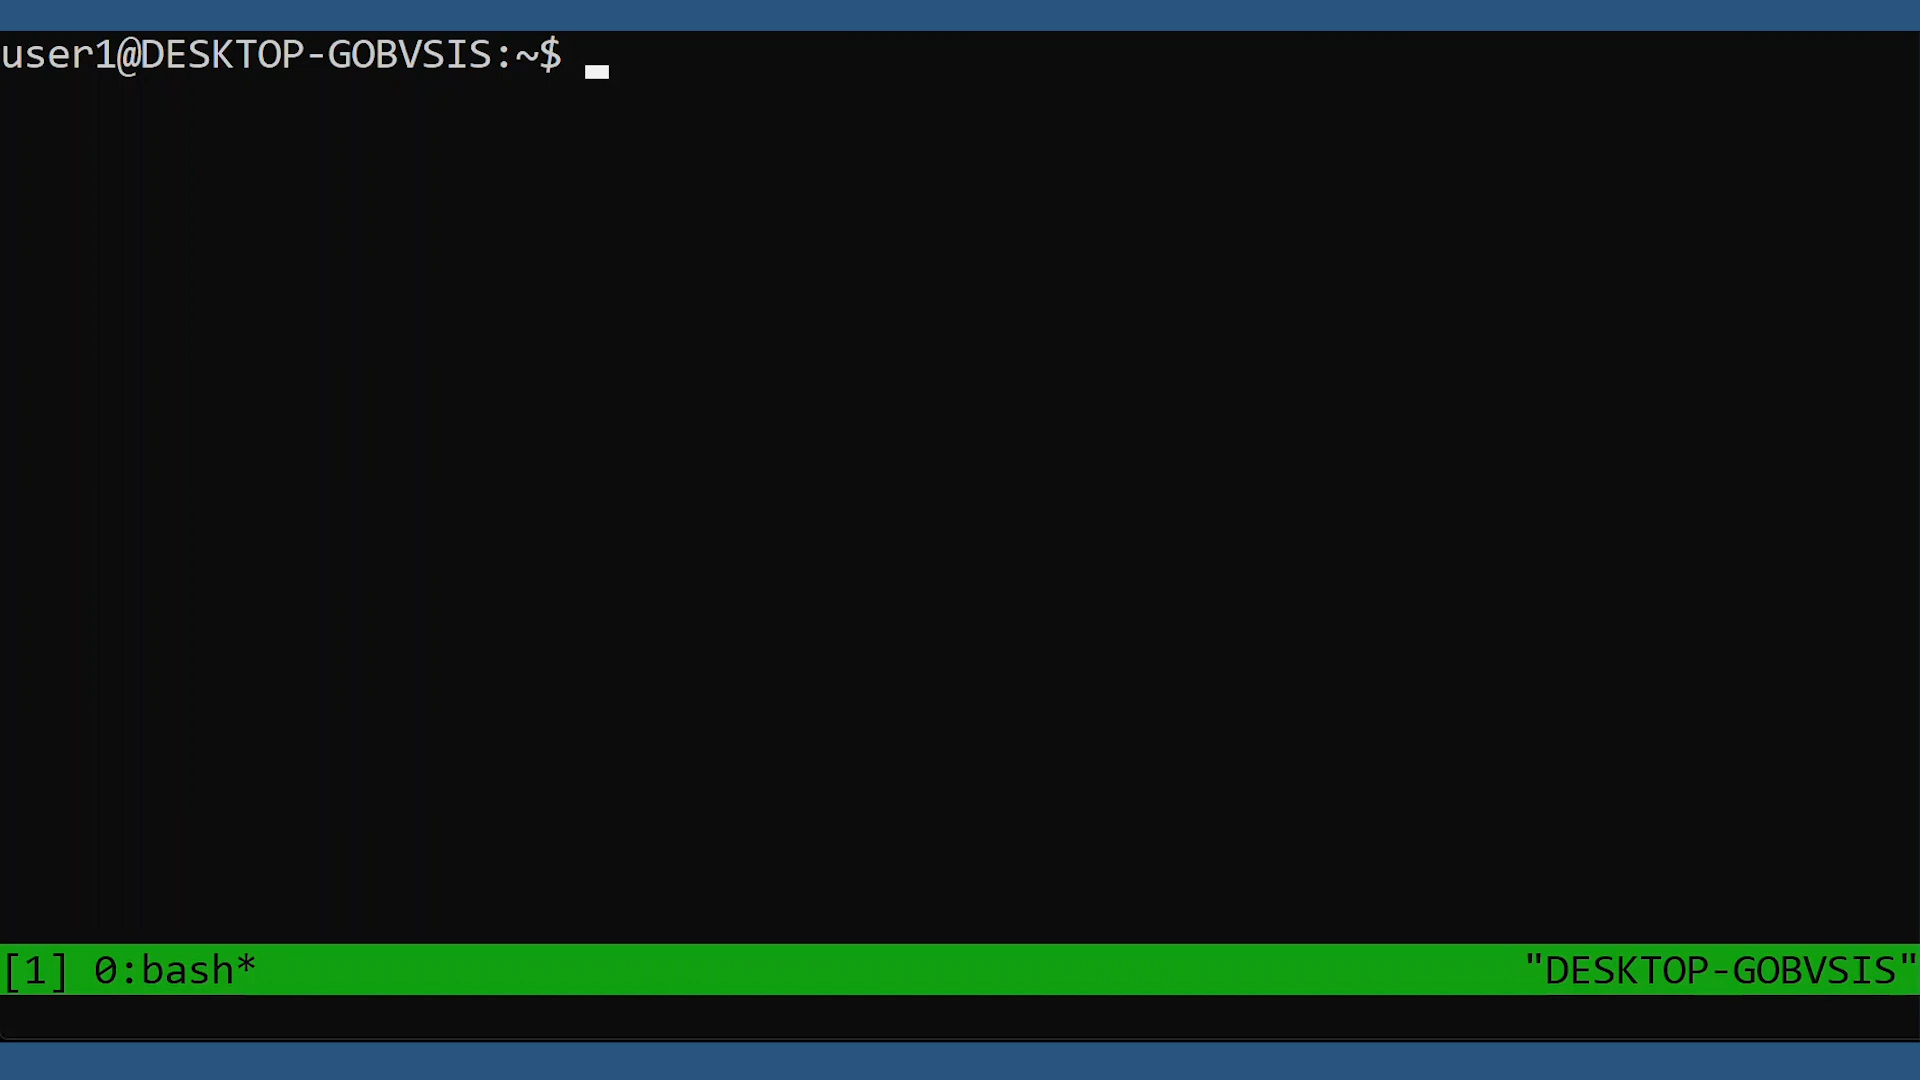 user1@DESKTOP-GOBVSIS:~$
[1] 0:bash* "DESKTOP-GOBVSIS"